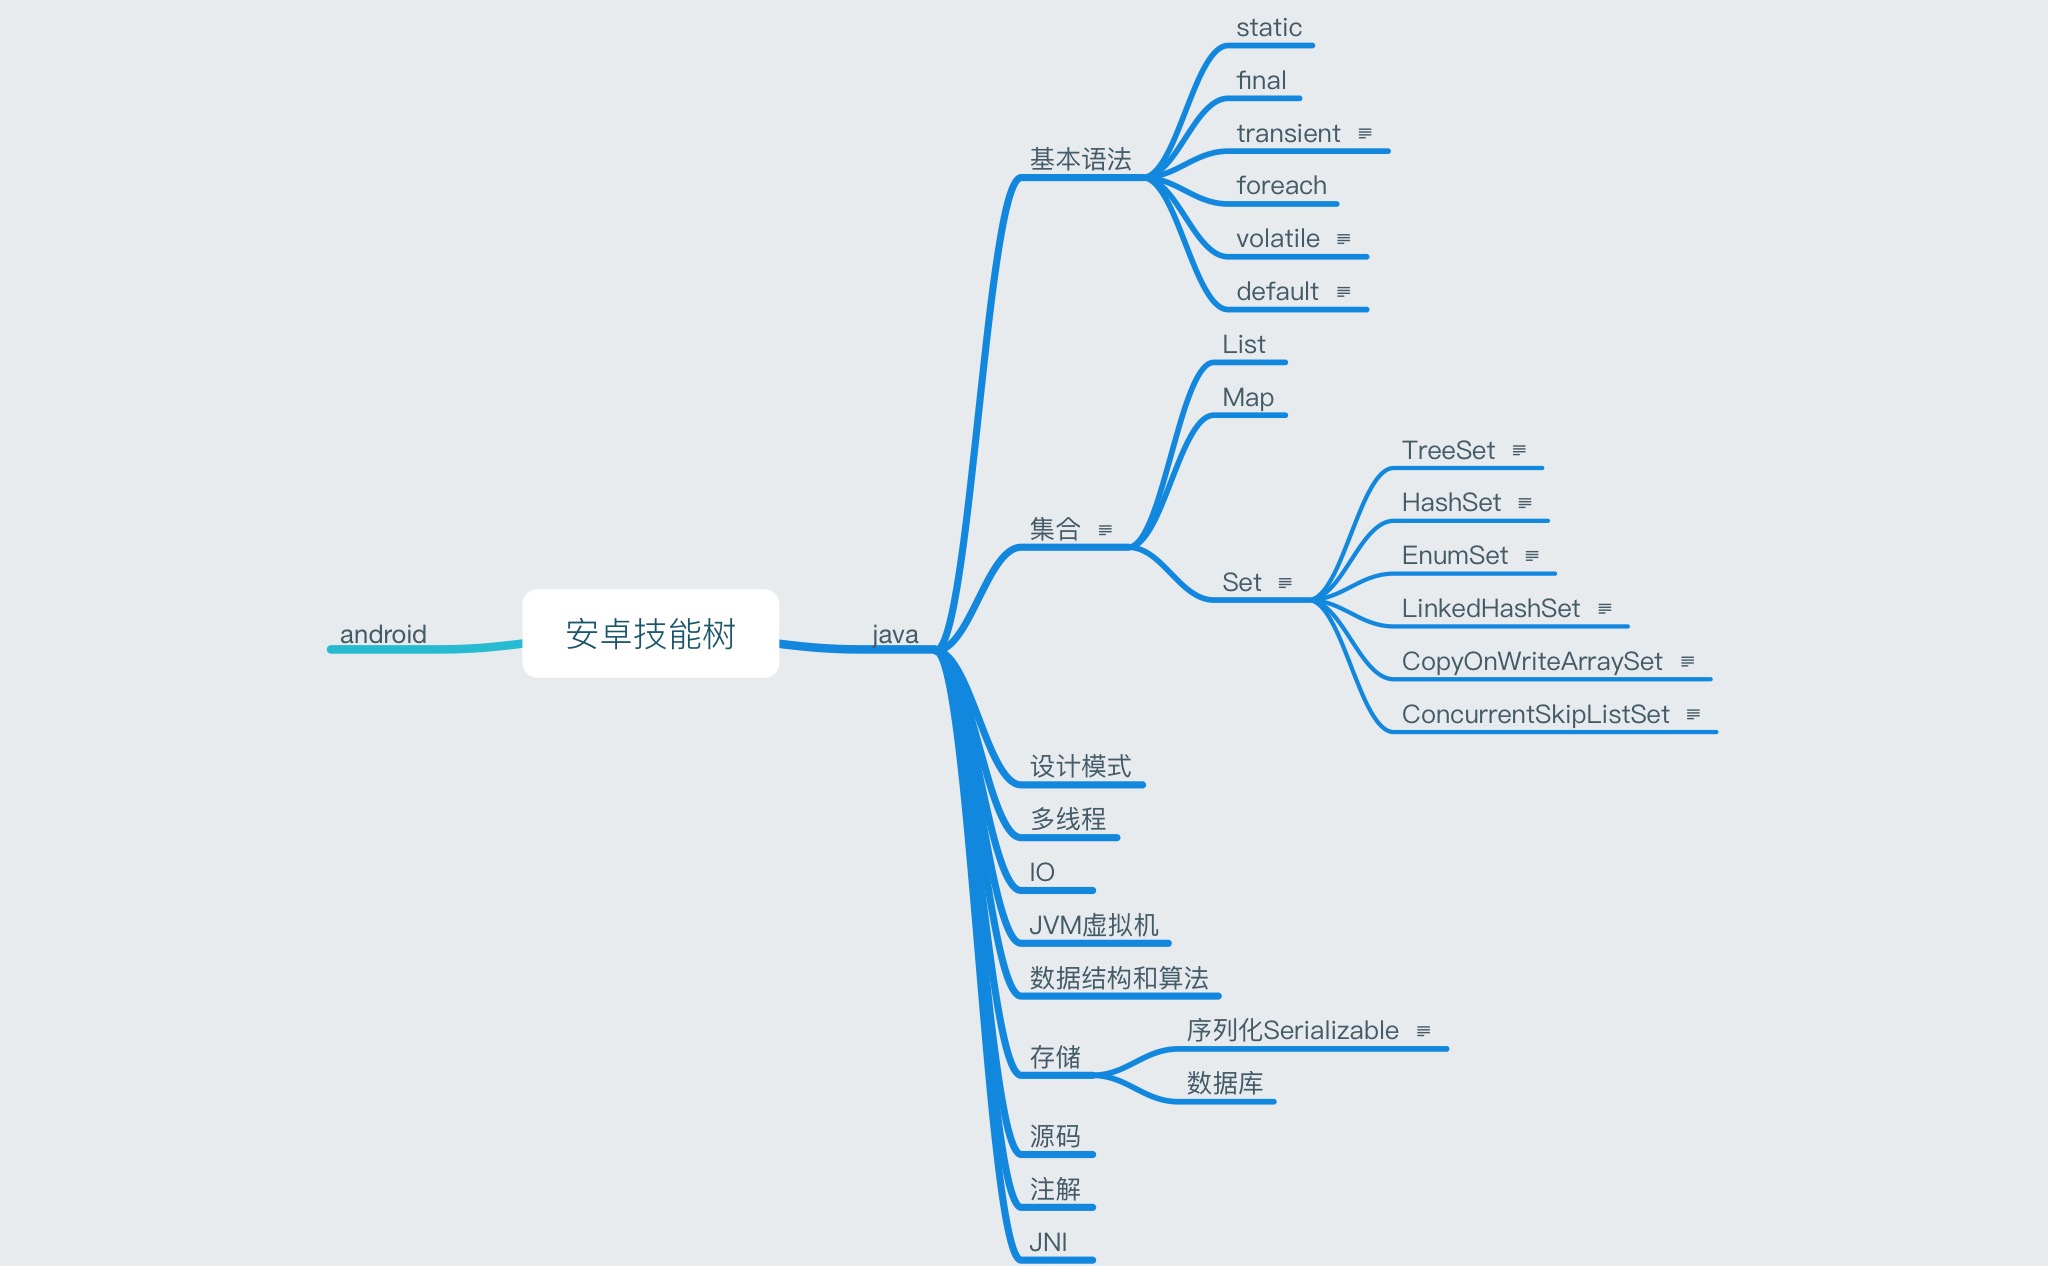 安卓技能树
android
java
基本语法
static
final
transient
foreach
volatile
default
集合
List
Map
Set
TreeSet
HashSet
EnumSet
LinkedHashSet
CopyOnWriteArraySet
ConcurrentSkipListSet
设计模式
多线程
IO
JVM虚拟机
数据结构和算法
存储
序列化Serializable
数据库
源码
注解
JNI